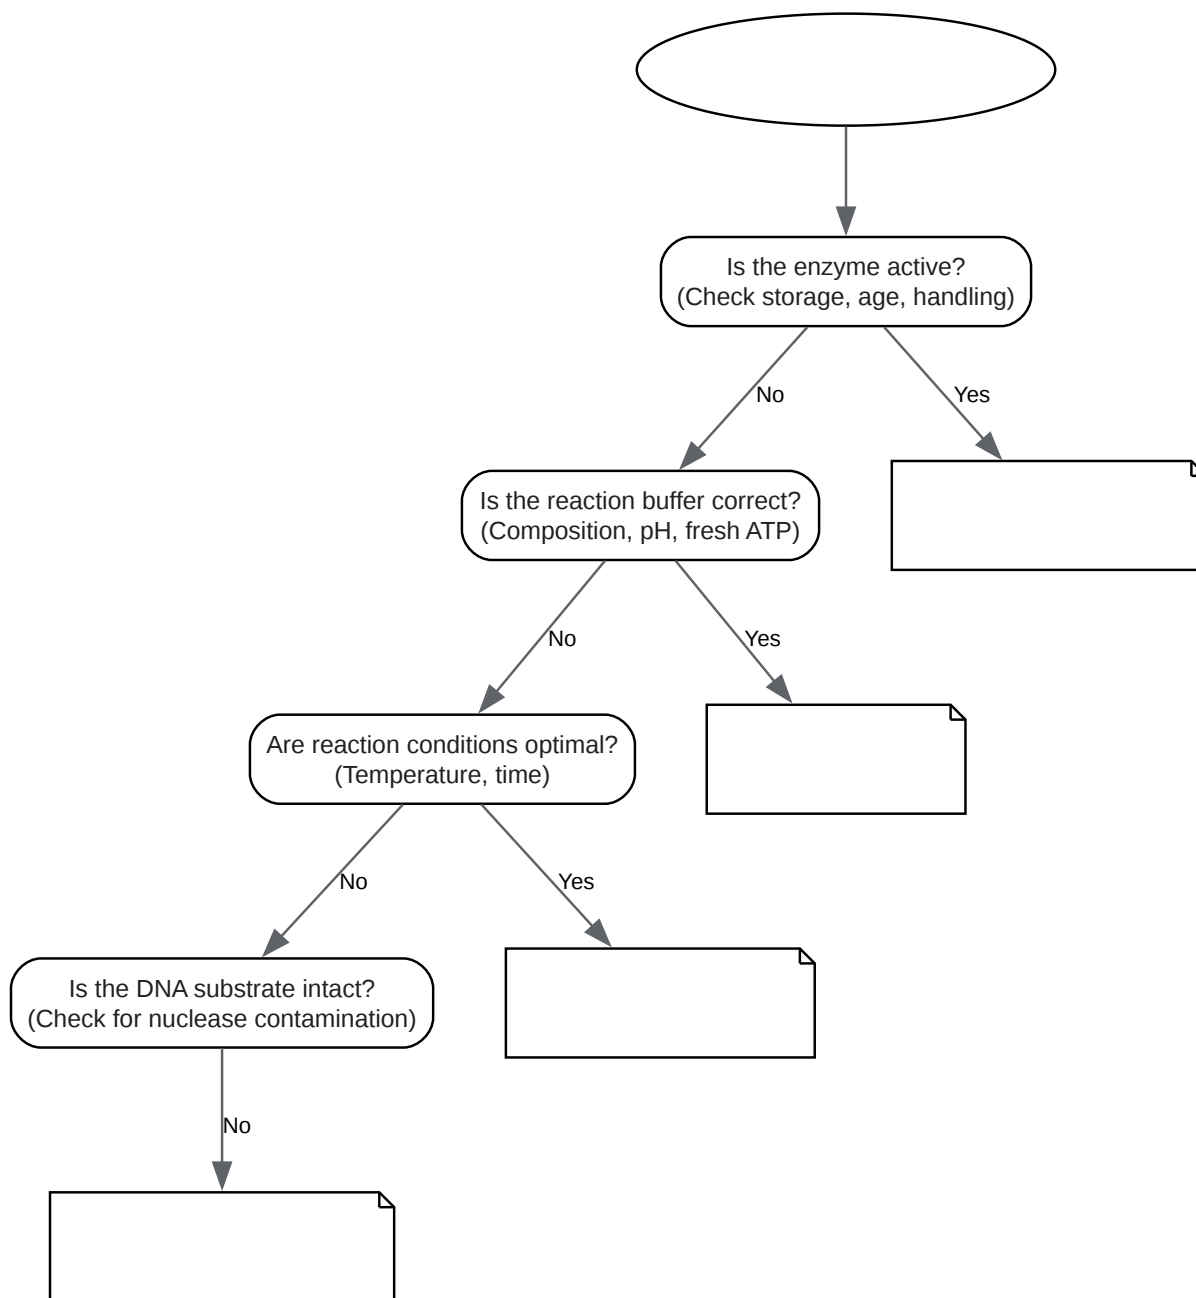 Is the enzyme active?
(Check storage, age, handling)
No
Yes
Is the reaction buffer correct?
(Composition, pH, fresh ATP)
No
Yes
Are reaction conditions optimal?
(Temperature, time)
No
Yes
Is the DNA substrate intact?
(Check for nuclease contamination)
No